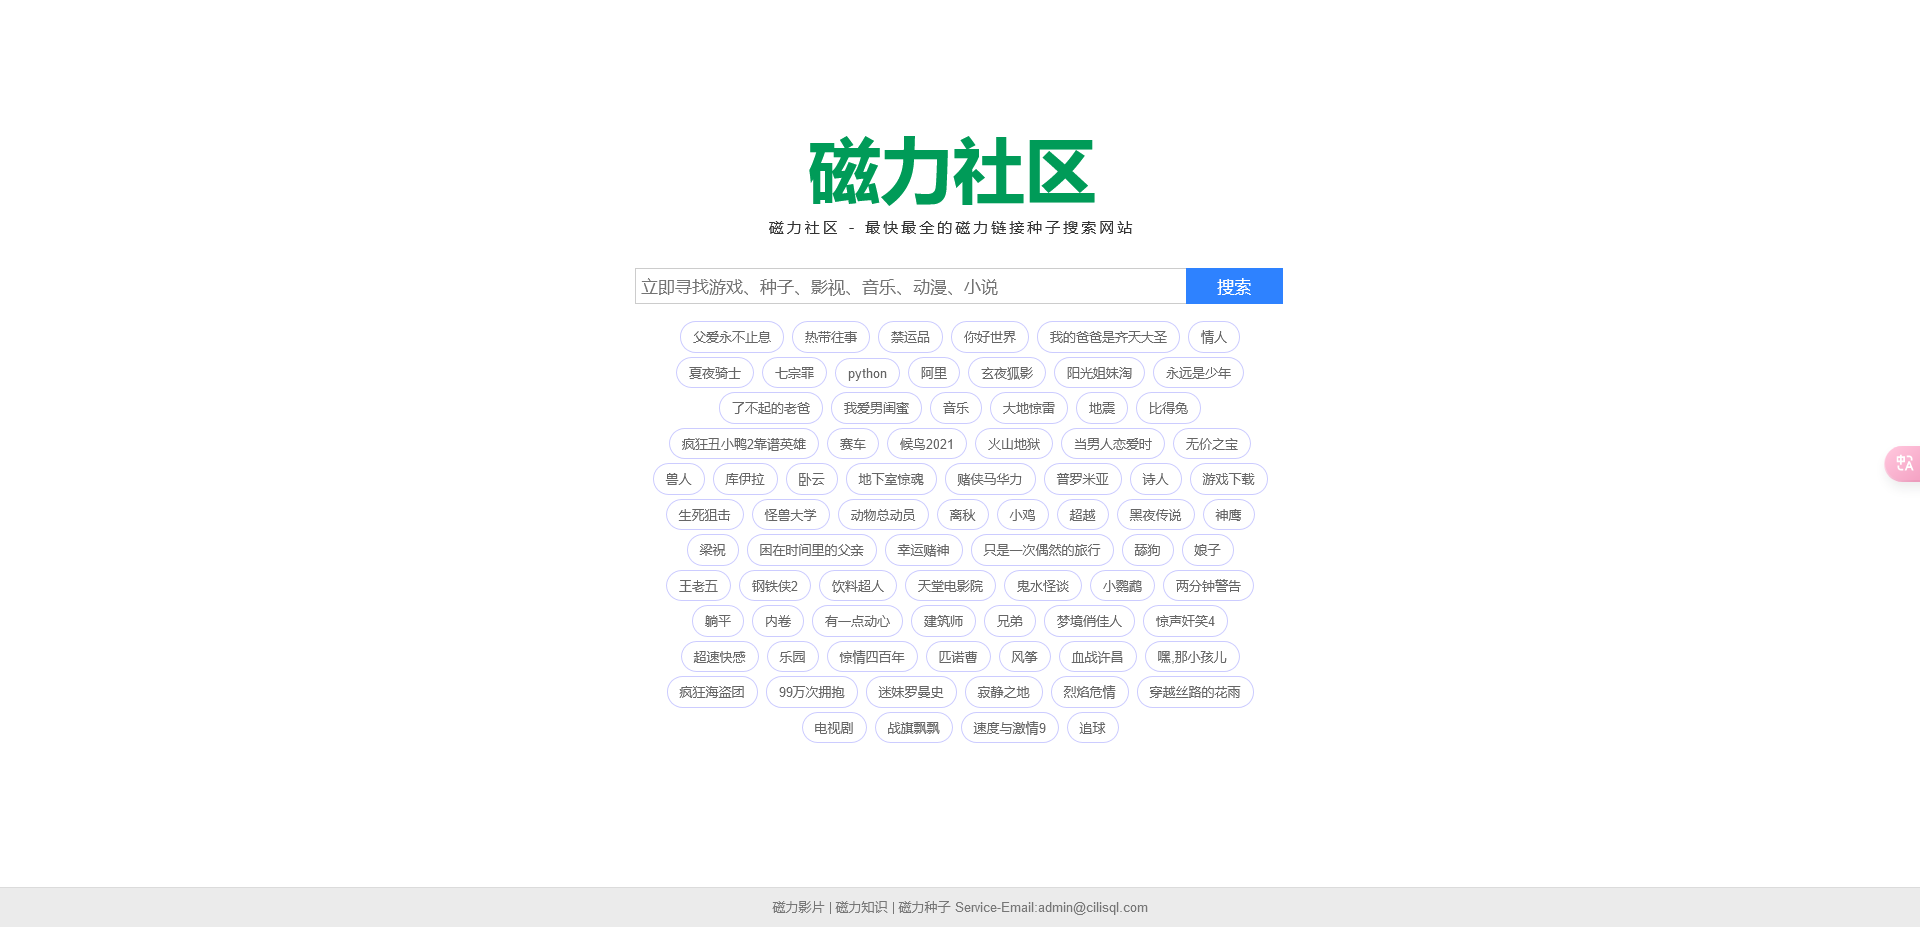 磁力社区
磁力社区 - 最快最全的磁力链接种子搜索网站
立即寻找游戏、种子、影视、音乐、动漫、小说 搜索
父爱永不止息 热带往事 禁运品 你好世界 我的爸爸是齐天大圣 情人
夏夜骑士 七宗罪 python 阿里 玄夜狐影 阳光姐妹淘 永远是少年
了不起的老爸 我爱男闺蜜 音乐 大地惊雷 地震 比得兔
疯狂丑小鸭2靠谱英雄 赛车 候鸟2021 火山地狱 当男人恋爱时 无价之宝
兽人 库伊拉 卧云 地下室惊魂 赌侠马华力 普罗米亚 诗人 游戏下载
生死狙击 怪兽大学 动物总动员 离秋 小鸡 超越 黑夜传说 神鹰
梁祝 困在时间里的父亲 幸运赌神 只是一次偶然的旅行 舔狗 娘子
王老五 钢铁侠2 饮料超人 天堂电影院 鬼水怪谈 小鹦鹉 两分钟警告
躺平 内卷 有一点动心 建筑师 兄弟 梦境俏佳人 惊声奸笑4
超速快感 乐园 惊情四百年 匹诺曹 风筝 血战许昌 嘿,那小孩儿
疯狂海盗团 99万次拥抱 迷妹罗曼史 寂静之地 烈焰危情 穿越丝路的花雨
电视剧 战旗飘飘 速度与激情9 追球
磁力影片 | 磁力知识 | 磁力种子 Service-Email:admin@cilisql.com